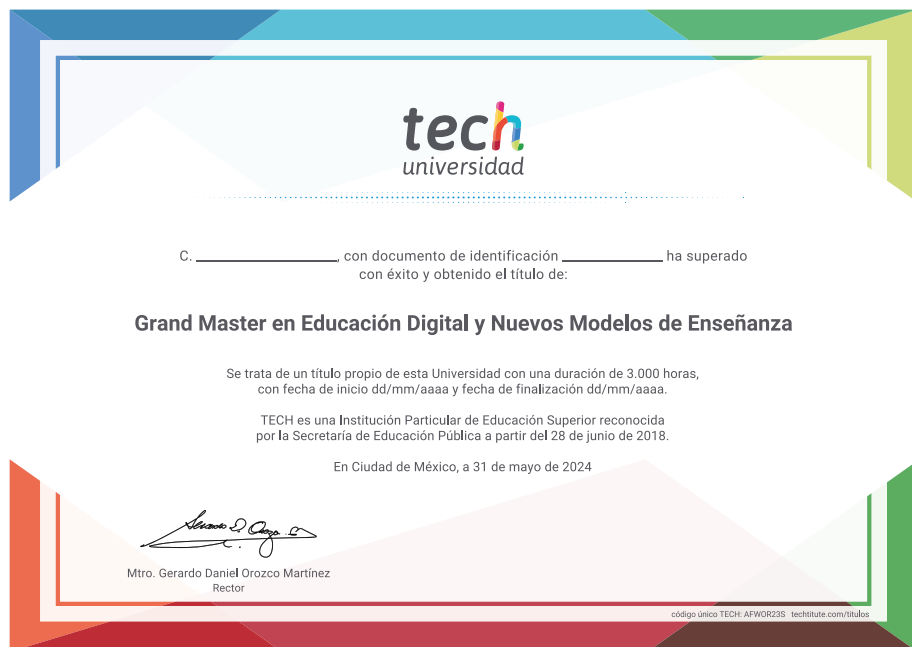 tech
universidad
C. ____________, con documento de identificación ____________ ha superado
con éxito y obtenido el título de:
Grand Master en Educación Digital y Nuevos Modelos de Enseñanza
Se trata de un título propio de esta Universidad con una duración de 3.000 horas,
con fecha de inicio dd/mm/aaaa y fecha de finalización dd/mm/aaaa.
TECH es una Institución Particular de Educación Superior reconocida
por la Secretaría de Educación Pública a partir del 28 de junio de 2018.
En Ciudad de México, a 31 de mayo de 2024
Mtro. Gerardo Daniel Orozco Martínez
Rector
código único TECH: AFWOR23S techtitute.com/titulos